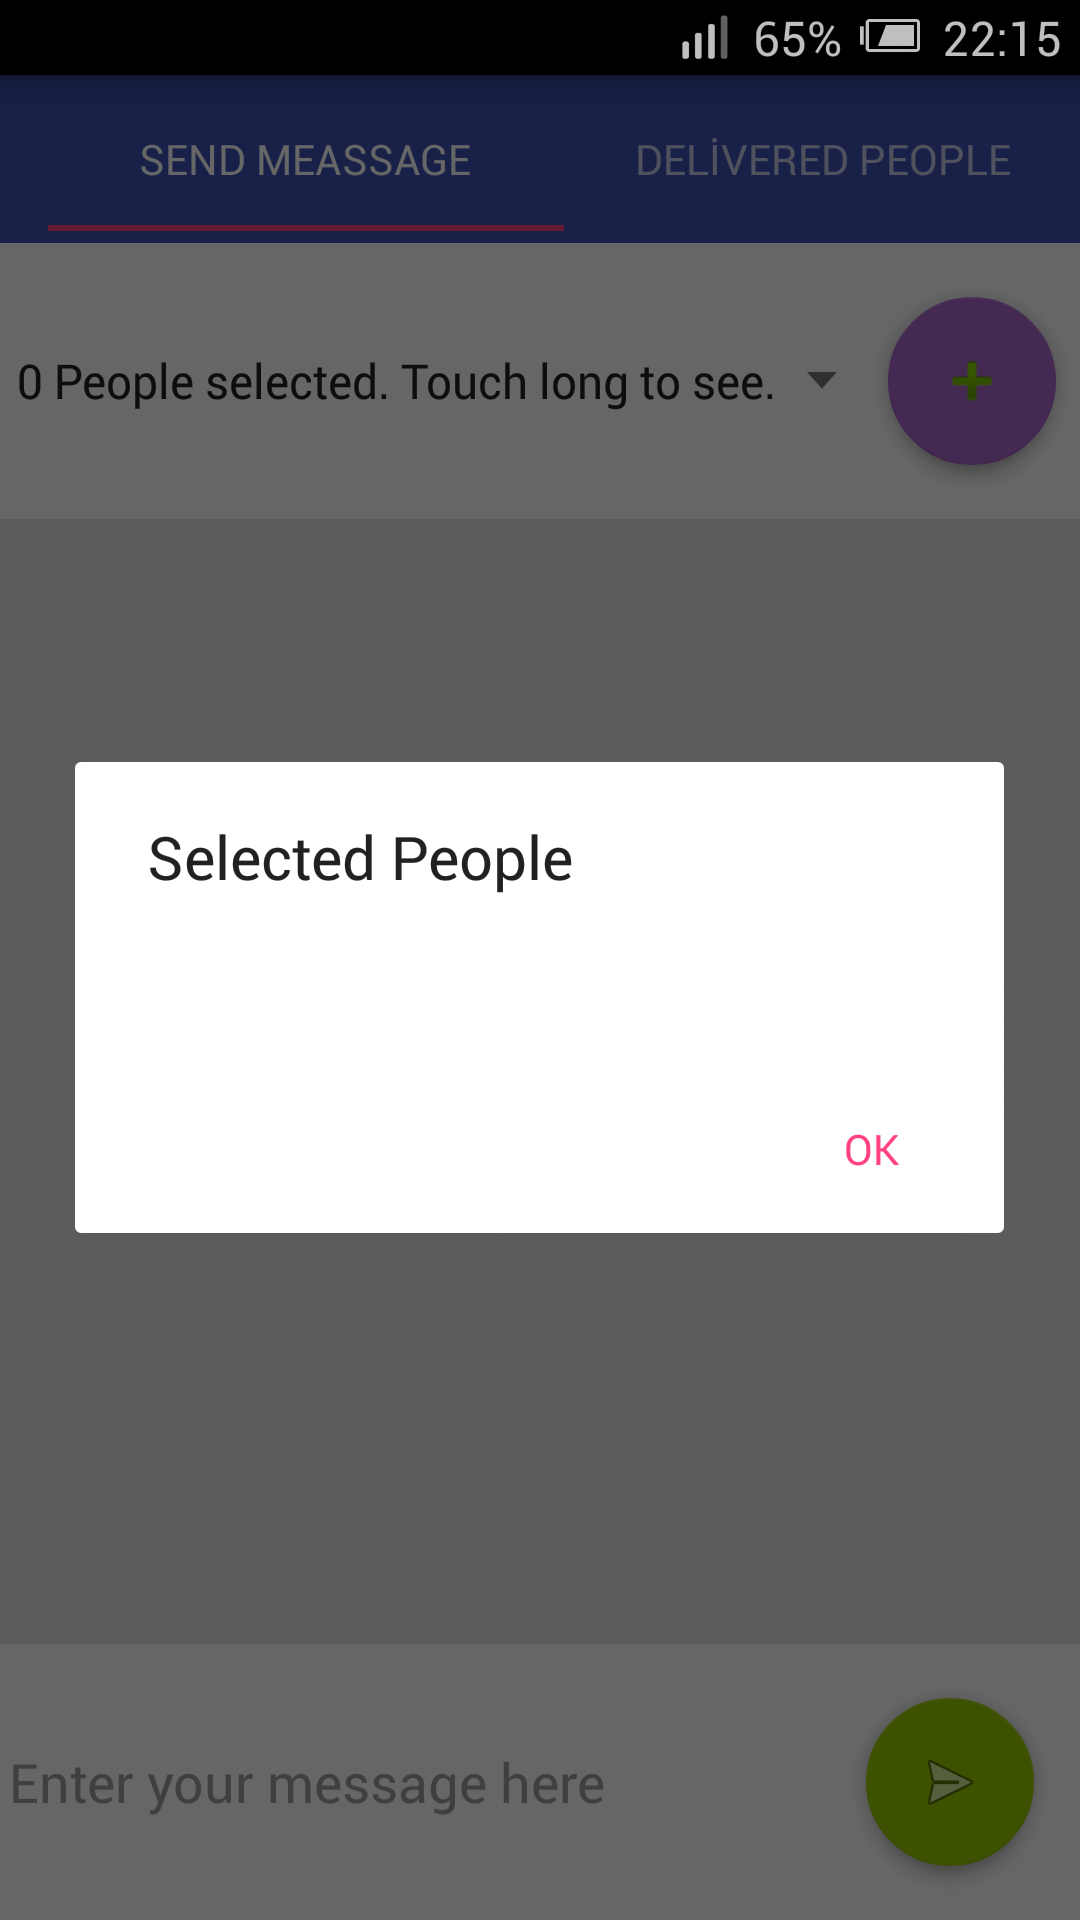 65% 22:15
SEND MEASSAGE DELİVERED PEOPLE
0 People selected. Touch long to see.
Selected People
OK
Enter your message here